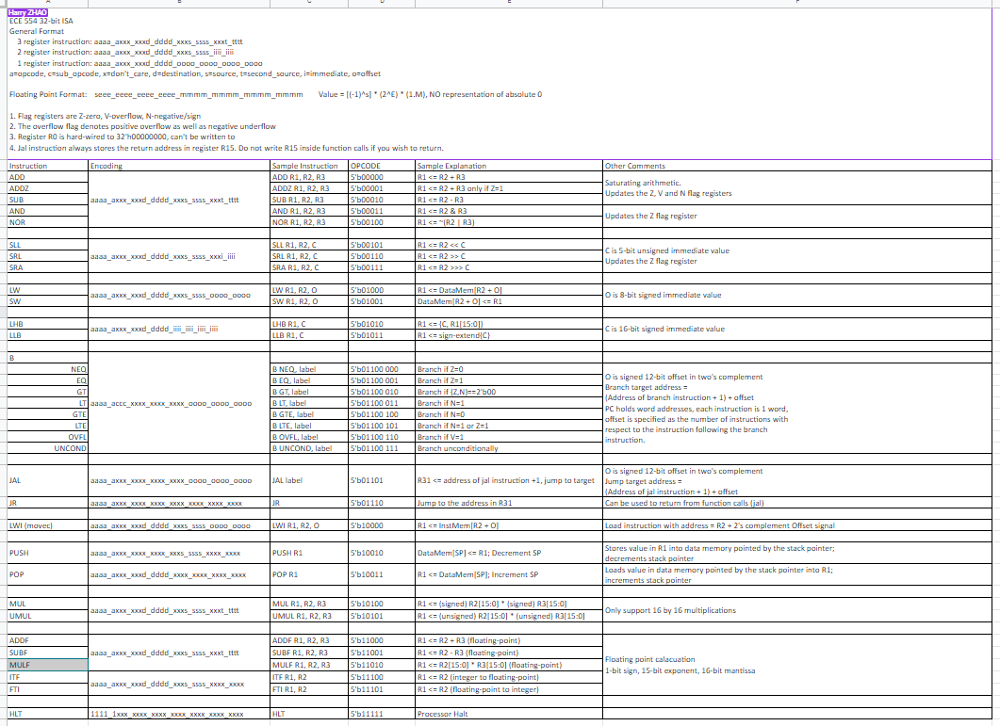 A B C D E F
Harry ZHAO
ECE 554 32-bit ISA
General Format
3 register instruction: aaaa_axxx_xxxd_dddd_xxxs_ssss_xxxt_tttt
2 register instruction: aaaa_axxx_xxxd_dddd_xxxs_ssss_iiii_iiii
1 register instruction: aaaa_axxx_xxxd_dddd_oooo_oooo_oooo_oooo
a=opcode, c=sub_opcode, x=don't_care, d=destination, s=source, t=second_source, i=immediate, o=offset
Floating Point Format: seee_eeee_eeee_eeee_mmmm_mmmm_mmmm_mmmm Value = [(-1)^s] * (2^E) * (1.M), NO representation of absolute 0
1. Flag registers are Z-zero, V-overflow, N-negative/sign
2. The overflow flag denotes positive overflow as well as negative underflow
3. Register R0 is hard-wired to 32'h00000000, can't be written to
4. Jal instruction always stores the return address in register R15. Do not write R15 inside function calls if you wish to return.
Instruction Encoding Sample Instruction OPCODE Sample Explanation Other Comments
ADD ADD R1, R2, R3 5'b00000 R1 <= R2 + R3
Saturating arithmetic.
ADDZ ADDZ R1, R2, R3 5'b00001 R1 <= R2 + R3 only if Z=1
Updates the Z, V and N flag registers
SUB aaaa_axxx_xxxd_dddd_xxxs_ssss_xxxt_tttt SUB R1, R2, R3 5'b00010 R1 <= R2 - R3
AND AND R1, R2, R3 5'b00011 R1 <= R2 & R3
Updates the Z flag register
NOR NOR R1, R2, R3 5'b00100 R1 <= ~(R2 | R3)
SLL SLL R1, R2, C 5'b00101 R1 <= R2 << C
C is 5-bit unsigned immediate value
SRL aaaa_axxx_xxxd_dddd_xxxs_ssss_xxxi_iiii SRL R1, R2, C 5'b00110 R1 <= R2 >> C
Updates the Z flag register
SRA SRA R1, R2, C 5'b00111 R1 <= R2 >>> C
LW LW R1, R2, O 5'b01000 R1 <= DataMem[R2 + O]
aaaa_axxx_xxxd_dddd_xxxs_ssss_oooo_oooo O is 8-bit signed immediate value
SW SW R1, R2, O 5'b01001 DataMem[R2 + O] <= R1
LHB LHB R1, C 5'b01010 R1 <= {C, R1[15:0]}
aaaa_axxx_xxxd_dddd_iiii_iiii_iiii_iiii C is 16-bit signed immediate value
LLB LLB R1, C 5'b01011 R1 <= sign-extend{C}
B
NEQ B NEQ, label 5'b01100 000 Branch if Z=0
O is signed 12-bit offset in two's complement
EQ B EQ, label 5'b01100 001 Branch if Z=1
Branch target address =
GT B GT, label 5'b01100 010 Branch if {Z,N}==2'b00
(Address of branch instruction + 1) + offset
LT aaaa_accc_xxxx_xxxx_xxxx_oooo_oooo_oooo B LT, label 5'b01100 011 Branch if N=1
PC holds word addresses, each instruction is 1 word,
GTE B GTE, label 5'b01100 100 Branch if N=0
offset is specified as the number of instructions with
LTE B LTE, label 5'b01100 101 Branch if N=1 or Z=1
respect to the instruction following the branch
OVFL B OVFL, label 5'b01100 110 Branch if V=1
instruction.
UNCOND B UNCOND, label 5'b01100 111 Branch unconditionally
O is signed 12-bit offset in two's complement
JAL aaaa_axxx_xxxx_xxxx_xxxx_oooo_oooo_oooo JAL label 5'b01101 R31 <= address of jal instruction +1, jump to target Jump target address =
(Address of jal instruction + 1) + offset
JR aaaa_axxx_xxxx_xxxx_xxxx_xxxx_xxxx_xxxx JR 5'b01110 Jump to the address in R31 Can be used to return from function calls (jal)
LWI (movec) aaaa_axxx_xxxd_dddd_xxxs_ssss_oooo_oooo LWI R1, R2, O 5'b10000 R1 <= InstMem[R2 + O] Load instruction with address = R2 + 2's complement Offset signal
PUSH aaaa_axxx_xxxx_xxxx_xxxs_ssss_xxxx_xxxx PUSH R1 5'b10010 DataMem[SP] <= R1; Decrement SP Stores value in R1 into data memory pointed by the stack pointer;
decrements stack pointer
POP aaaa_axxx_xxxd_dddd_xxxx_xxxx_xxxx_xxxx POP R1 5'b10011 R1 <= DataMem[SP]; Increment SP Loads value in data memory pointed by the stack pointer into R1;
increments stack pointer
MUL MUL R1, R2, R3 5'b10100 R1 <= (signed) R2[15:0] * (signed) R3[15:0]
aaaa_axxx_xxxd_dddd_xxxs_ssss_xxxt_tttt Only support 16 by 16 multiplications
UMUL UMUL R1, R2, R3 5'b10101 R1 <= (unsigned) R2[15:0] * (unsigned) R3[15:0]
ADDF ADDF R1, R2, R3 5'b11000 R1 <= R2 + R3 (floating-point)
SUBF aaaa_axxx_xxxd_dddd_xxxs_ssss_xxxt_tttt SUBF R1, R2, R3 5'b11001 R1 <= R2 - R3 (floating-point)
Floating point calacuation
MULF MULF R1, R2, R3 5'b11010 R1 <= R2[15:0] * R3[15:0] (floating-point)
1-bit sign, 15-bit exponent, 16-bit mantissa
ITF ITF R1, R2 5'b11100 R1 <= R2 (integer to floating-point)
aaaa_axxx_xxxd_dddd_xxxs_ssss_xxxx_xxxx
FTI FTI R1, R2 5'b11101 R1 <= R2 (floating-point to integer)
HLT 1111_1xxx_xxxx_xxxx_xxxx_xxxx_xxxx_xxxx HLT 5'b11111 Processor Halt